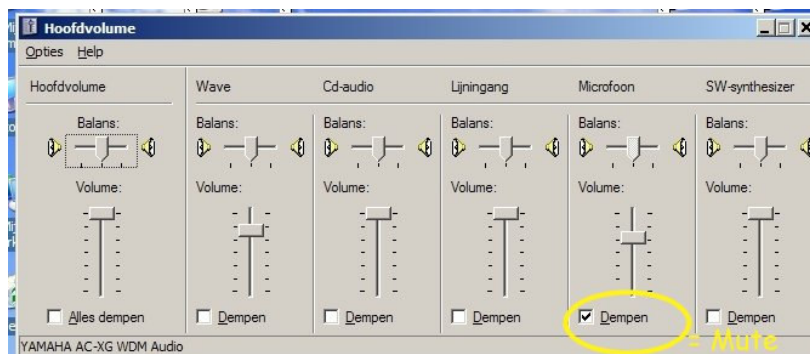 Hoofdvolume
Opties Help
Hoofdvolume Wave Cd-audio Lijningang Microfoon SW-synthesizer
Balans: Balans: Balans: Balans: Balans: Balans:
Volume: Volume: Volume: Volume: Volume: Volume:
Alles dempen Dempen Dempen Dempen Dempen Dempen
= Mute
YAMAHA AC-XG WDM Audio